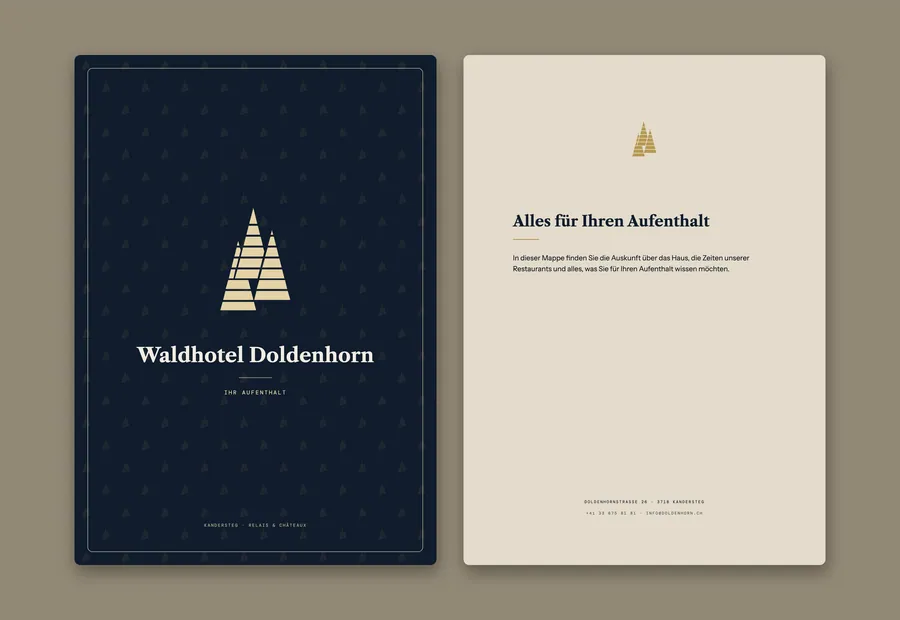 Waldhotel Doldenhorn
IHR AUFENTHALT
KANDERSTEG · RELAIS & CHÂTEAUX
Alles für Ihren Aufenthalt
In dieser Mappe finden Sie die Auskunft über das Haus, die Zeiten unserer
Restaurants und alles, was Sie für Ihren Aufenthalt wissen möchten.
DOLDENHORNSTRASSE 26 · 3718 KANDERSTEG
+41 33 675 81 81 · INFO@DOLDENHORN.CH